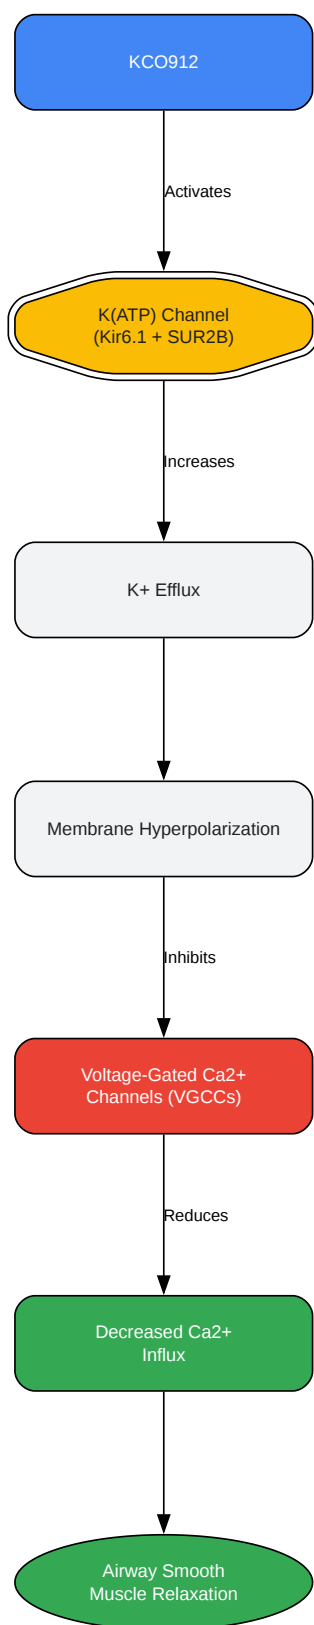 KCO912
Activates
K(ATP) Channel
(Kir6.1 + SUR2B)
Increases
K+ Efflux
Membrane Hyperpolarization
Inhibits
Voltage-Gated Ca2+
Channels (VGCCs)
Reduces
Decreased Ca2+
Influx
Airway Smooth
Muscle Relaxation